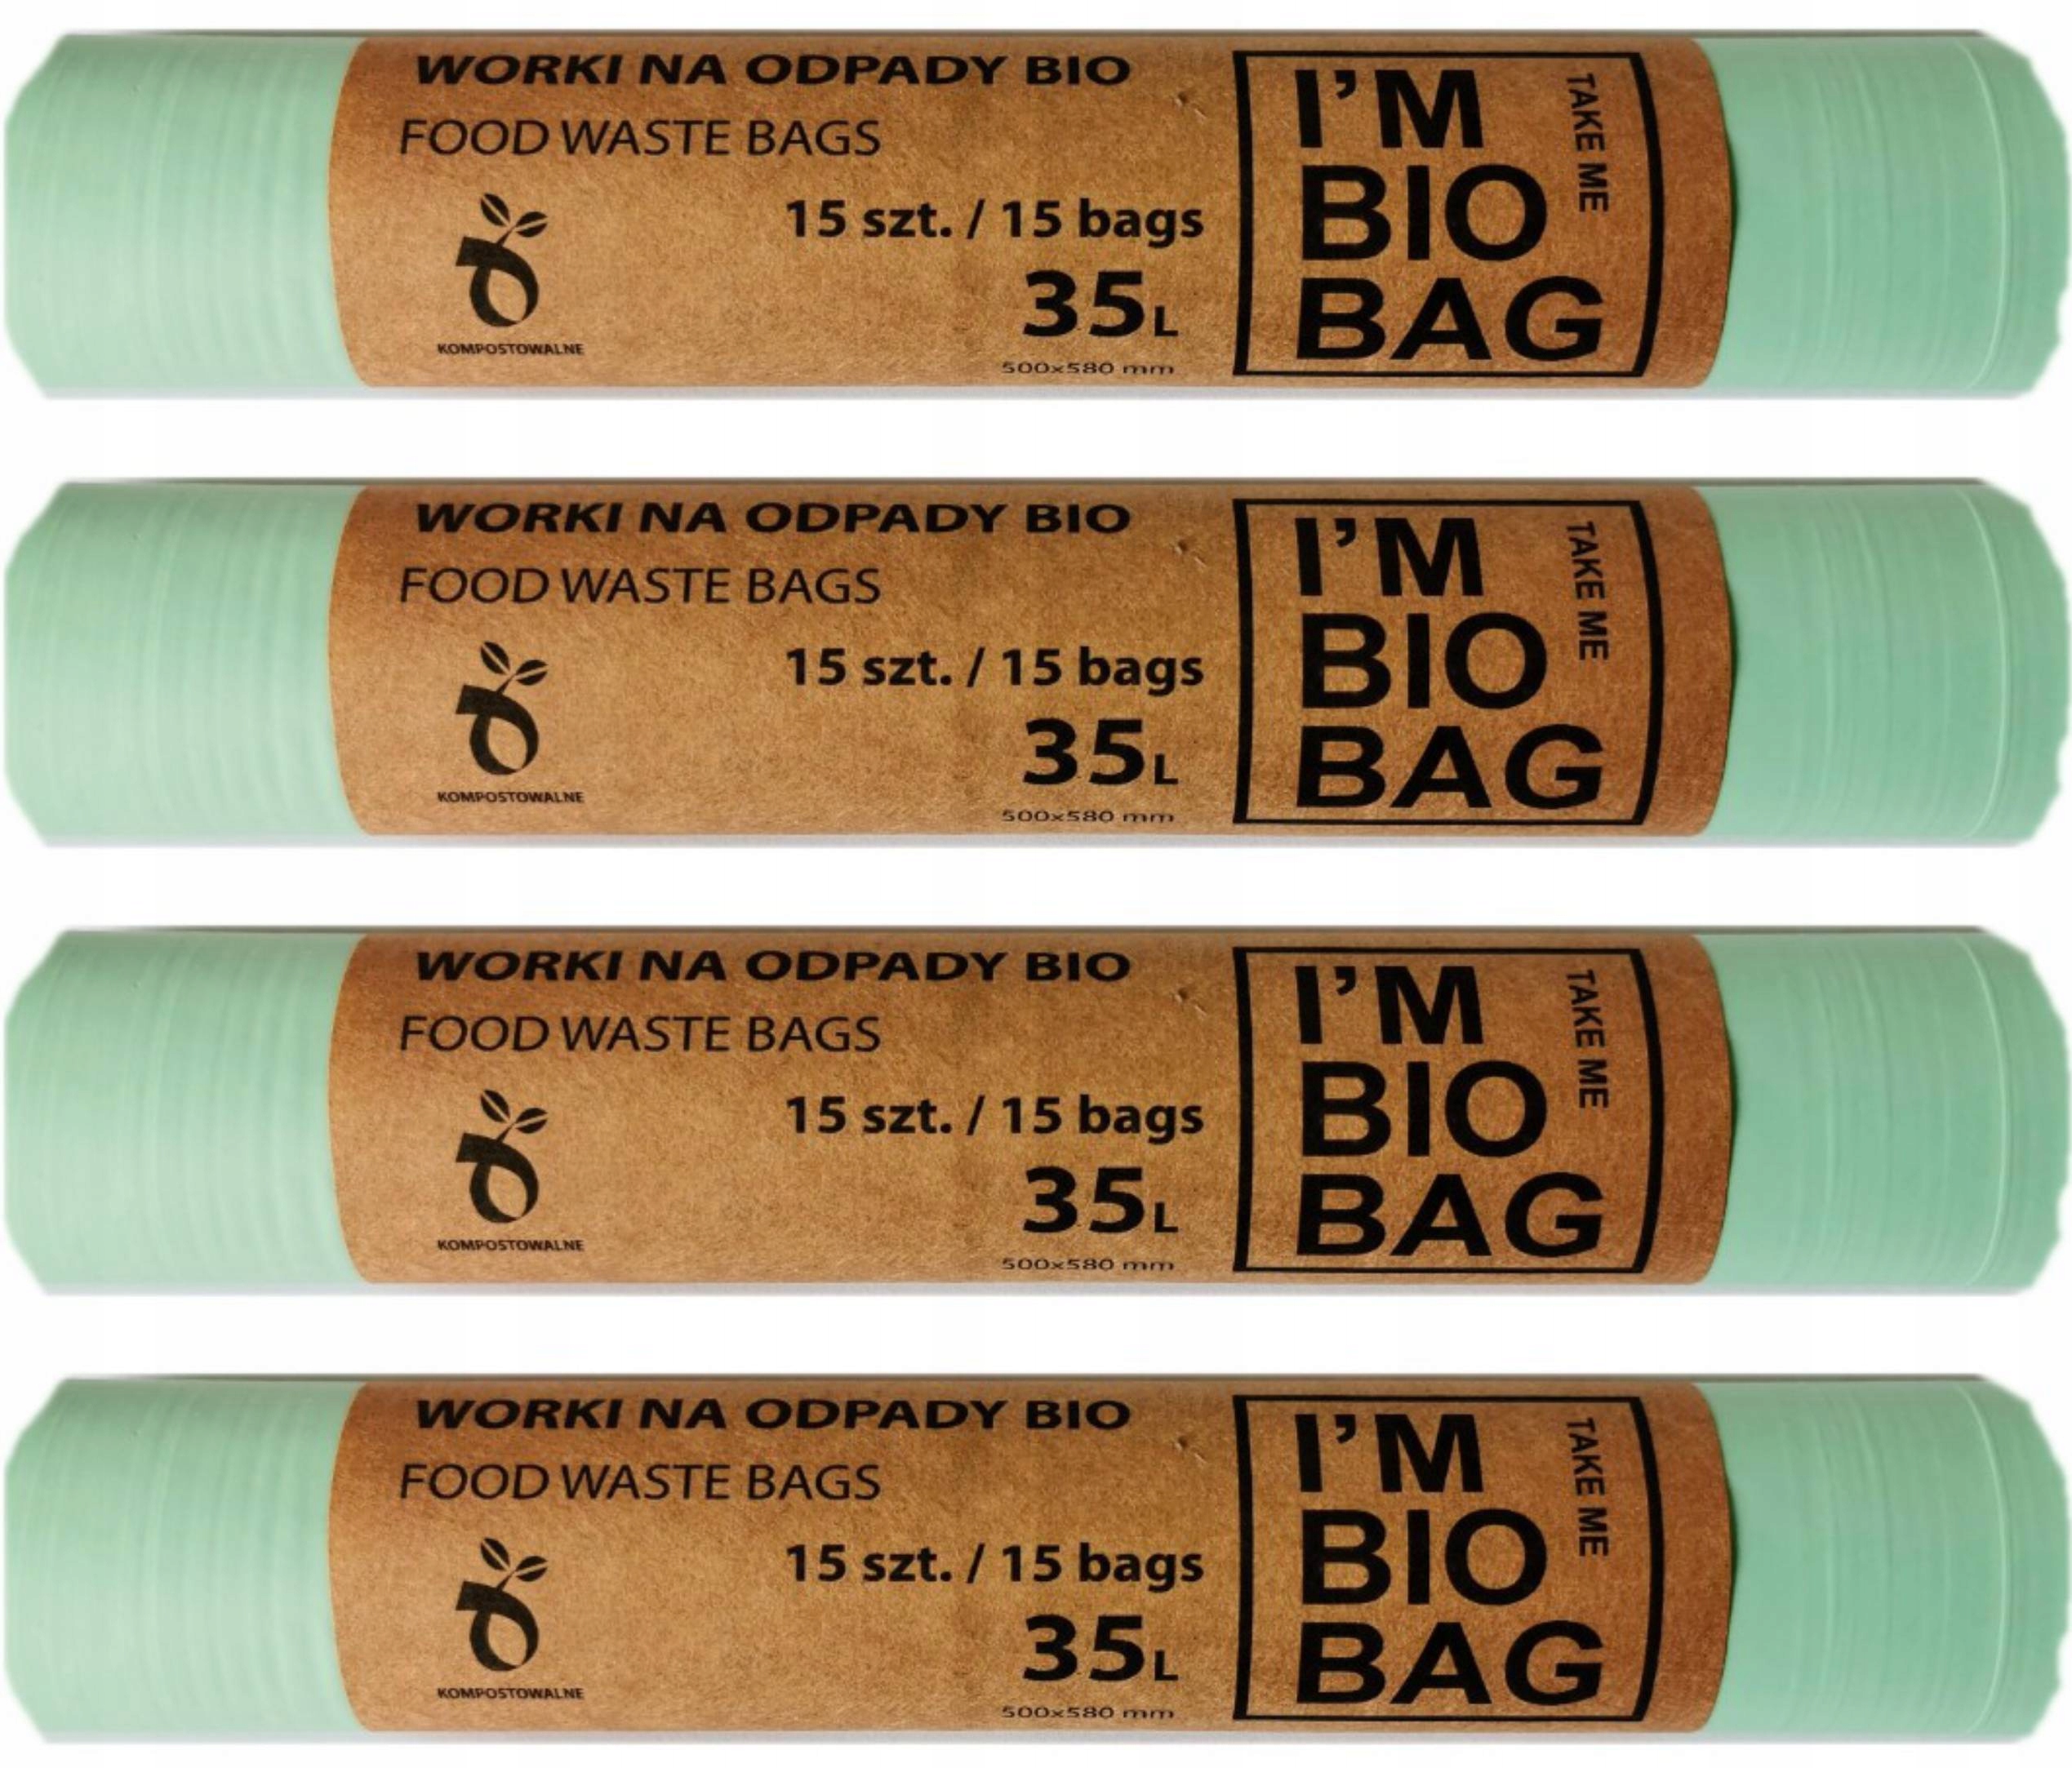 WORKI NA ODPADY BIO
FOOD WASTE BAGS
15 szt. / 15 bags
35L
500x580 mm
KOMPOSTOWALNE
I'M
BIO
BAG
TAKE ME
WORKI NA ODPADY BIO
FOOD WASTE BAGS
15 szt. / 15 bags
35L
500x580 mm
KOMPOSTOWALNE
I'M
BIO
BAG
TAKE ME
WORKI NA ODPADY BIO
FOOD WASTE BAGS
15 szt. / 15 bags
35L
500x580 mm
KOMPOSTOWALNE
I'M
BIO
BAG
TAKE ME
WORKI NA ODPADY BIO
FOOD WASTE BAGS
15 szt. / 15 bags
35L
500x580 mm
KOMPOSTOWALNE
I'M
BIO
BAG
TAKE ME